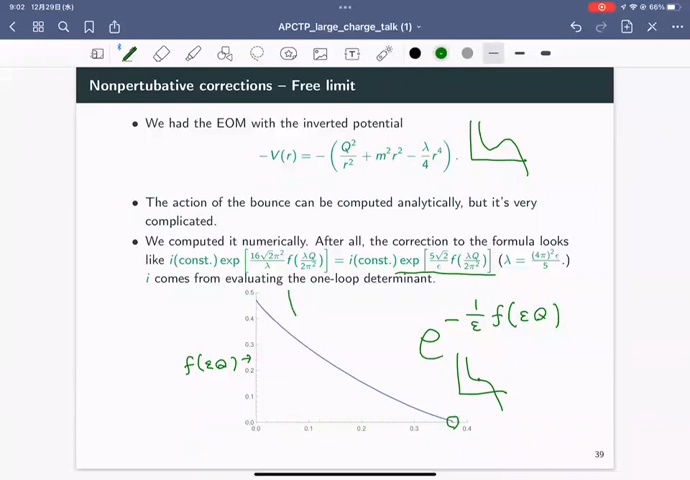 9:02 12月29日(水)
66%
APCTP_large_charge_talk (1)
Nonpertubative corrections – Free limit
• We had the EOM with the inverted potential
−V(r) = −(Q²/r² + m²r² − λ/4 r⁴).
• The action of the bounce can be computed analytically, but it's very
complicated.
• We computed it numerically. After all, the correction to the formula looks
like i(const.) exp[16√2π²/λ f(λQ/2π²)] = i(const.) exp[5√2/ε f(λQ/2π²)] (λ = (4π)²ε/5.)
i comes from evaluating the one-loop determinant.
0.5
0.4
0.3
0.2
0.1
0.0
0.0 0.1 0.2 0.3 0.4
f(εQ) →
e^{−1/ε f(εQ)}
39